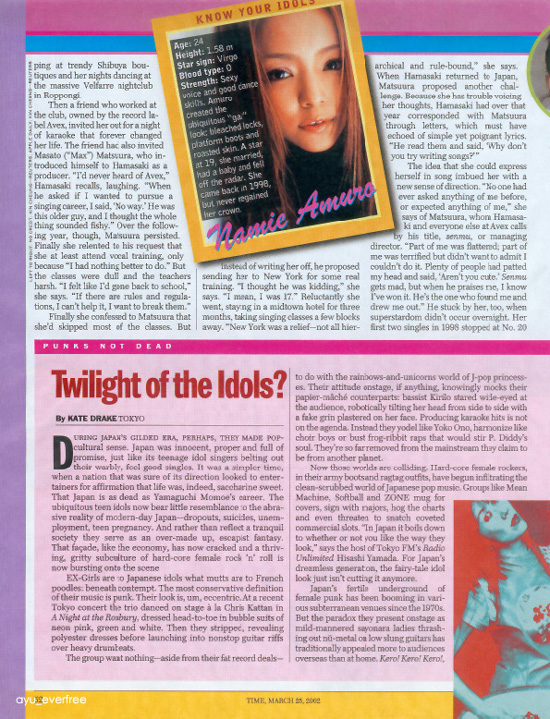 KNOW YOUR IDOLS
Age: 24
Height: 1.58 m
Star sign: Virgo
Blood type: O
Strength: Sexy
voice and good dance
skills. Amuro
created the
ubiquitous "ga"
look: bleached locks,
platform boots and
roasted skin. A star
at 19, she married,
had a baby and fell
off the radar. She
came back in 1998,
but never regained
her crown.
Namie Amuro
ping at trendy Shibuya bou-
tiques and her nights dancing at
the massive Velfarre nightclub
in Roppongi.
Then a friend who worked at
the club, owned by the record la-
bel Avex, invited her out for a night
of karaoke that forever changed
her life. The friend had also invited
Masato ("Max") Matsuura, who in-
troduced himself to Hamasaki as a
producer. "I'd never heard of Avex,"
Hamasaki recalls, laughing. "When
he asked if I wanted to pursue a
singing career, I said, 'No way.' He was
this older guy, and I thought the whole
thing sounded fishy." Over the follow-
ing year, though, Matsuura persisted.
Finally she relented to his request that
she at least attend vocal training, only
because "I had nothing better to do." But
the classes were dull and the teachers
harsh. "I felt like I'd gone back to school,"
she says. "If there are rules and regula-
tions, I can't help it, I want to break them."
Finally she confessed to Matsuura that
she'd skipped most of the classes. But
instead of writing her off, he proposed
sending her to New York for some real
training. "I thought he was kidding," she
says. "I mean, I was 17." Reluctantly she
went, staying in a midtown hotel for three
months, taking singing classes a few blocks
away. "New York was a relief—not all hier-
archical and rule-bound," she says.
When Hamasaki returned to Japan,
Matsuura proposed another chal-
lenge. Because she has trouble voicing
her thoughts, Hamasaki had over that
year corresponded with Matsuura
through letters, which must have
echoed of simple yet poignant lyrics.
"He read them and said, 'Why don't
you try writing songs?'"
The idea that she could express
herself in song imbued her with a
new sense of direction. "No one had
ever asked anything of me before,
or expected anything of me," she
says of Matsuura, whom Hamasa-
ki and everyone else at Avex calls
by his title, senmu, or managing
director. "Part of me was flattered; part of
me was terrified but didn't want to admit I
couldn't do it. Plenty of people had patted
my head and said, 'Aren't you cute.' Senmu
gets mad, but when he praises me, I know
I've won it. He's the one who found me and
drew me out." He stuck by her, too, when
superstardom didn't occur overnight. Her
first two singles in 1998 stopped at No. 20
PUNKS NOT DEAD
Twilight of the Idols?
By KATE DRAKE TOKYO
DURING JAPAN'S GILDED ERA, PERHAPS, THEY MADE POP-
cultural sense. Japan was innocent, proper and full of
promise, just like its teenage idol singers belting out
their warbly, feel good singles. It was a simpler time,
when a nation that was sure of its direction looked to enter-
tainers for affirmation that life was, indeed, saccharine sweet.
That Japan is as dead as Yamaguchi Momoe's career. The
ubiquitous teen idols now bear little resemblance to the abra-
sive reality of modern-day Japan—dropouts, suicides, unem-
ployment, teen pregnancy. And rather than reflect a tranquil
society they serve as an over-made up, escapist fantasy.
That façade, like the economy, has now cracked and a thriv-
ing, gritty subculture of hard-core female rock 'n' roll is
now bursting onto the scene
EX-Girls are to Japanese idols what mutts are to French
poodles: beneath contempt. The most conservative definition
of their music is punk. Their look is, um, eccentric. At a recent
Tokyo concert the trio danced on stage à la Chris Kattan in
A Night at the Roxbury, dressed head-to-toe in bubble suits of
neon pink, green and white. Then they stripped, revealing
polyester dresses before launching into nonstop guitar riffs
over heavy drumbeats.
The group want nothing—aside from their fat record deals—
to do with the rainbows-and-unicorns world of J-pop princess-
es. Their attitude onstage, if anything, knowingly mocks their
papier-mâché counterparts: bassist Kirilo stared wide-eyed at
the audience, robotically tilting her head from side to side with
a fake grin plastered on her face. Producing karaoke hits is not
on the agenda. Instead they yodel like Yoko Ono, harmonize like
choir boys or bust frog-ribbit raps that would stir P. Diddy's
soul. They're so far removed from the mainstream they claim to
be from another planet.
Now those worlds are colliding. Hard-core female rockers,
in their army boots and ragtag outfits, have begun infiltrating the
clean-scrubbed world of Japanese pop music. Groups like Mean
Machine, Softball and ZONE mug for
covers, sign with majors, hog the charts
and even threaten to snatch coveted
commercial slots. "In Japan it boils down
to whether or not you like the way they
look," says the host of Tokyo FM's Radio
Unlimited Hisashi Yamada. For Japan's
dreamless generation, the fairy-tale idol
look just isn't cutting it anymore.
Japan's fertile underground of
female punk has been booming in vari-
ous subterranean venues since the 1970s.
But the paradox they present onstage as
mild-mannered sayonara ladies thrash-
ing out nü-metal on low slung guitars has
traditionally appealed more to audiences
overseas than at home. Kero! Kero! Kero!,
TIME, MARCH 25, 2002
ayu4everfree